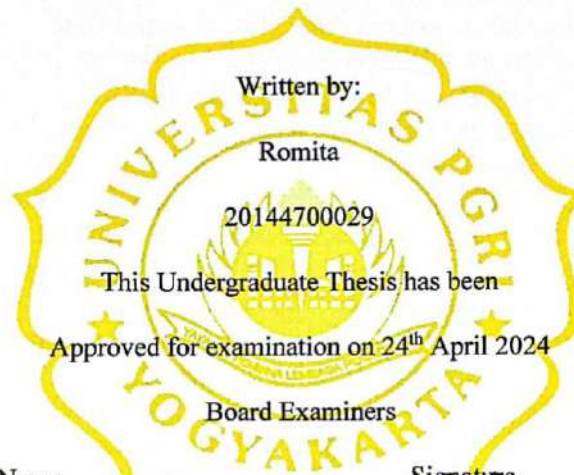 Written by:
UNIVERSITAS PGRI
Romita
20144700029
This Undergraduate Thesis has been
Approved for examination on 24th April 2024
Board Examiners
YOGYAKARTA
Signature